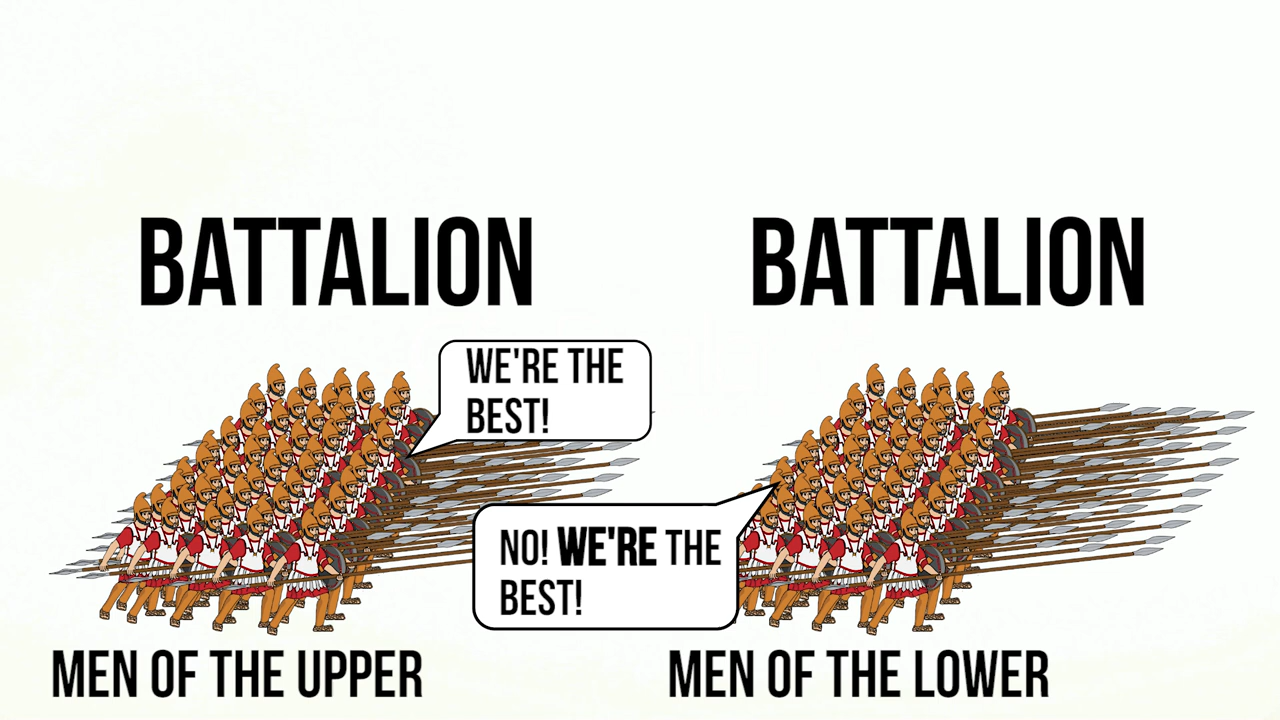 BATTALION
BATTALION
WE'RE THE
BEST!
NO! WE'RE THE
BEST!
MEN OF THE UPPER
MEN OF THE LOWER